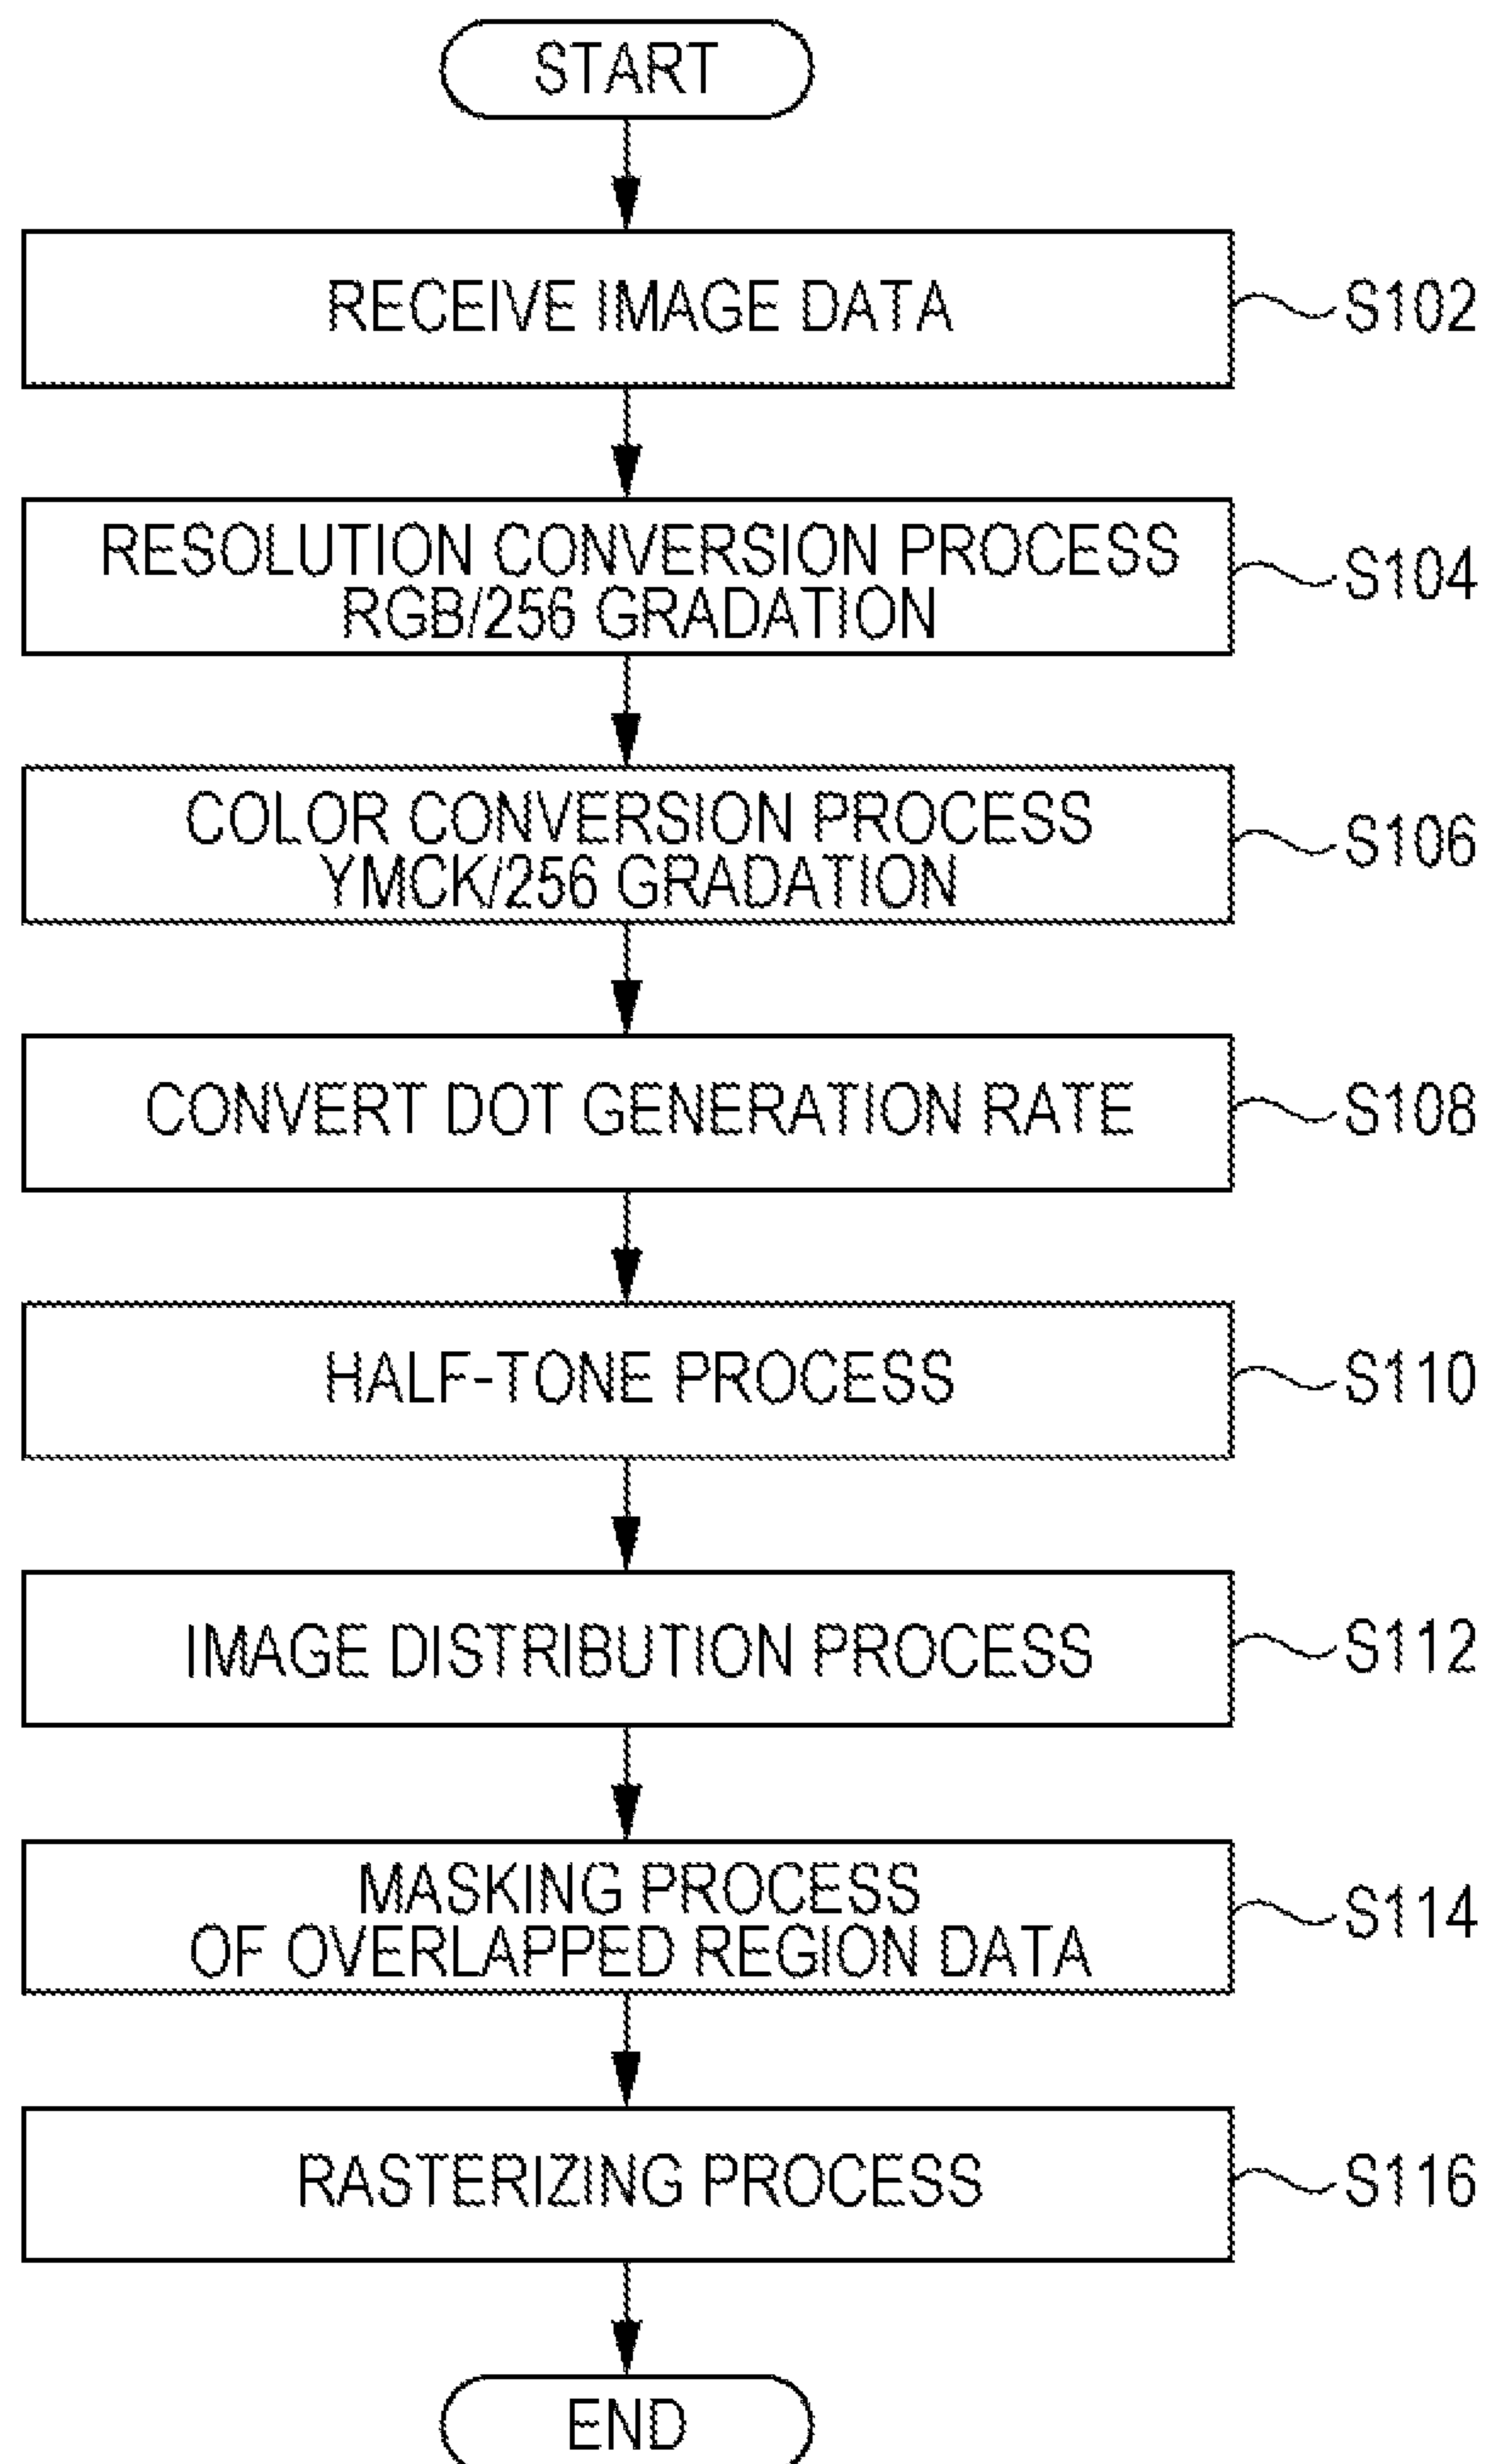 START
RECEIVE IMAGE DATA
S102
RESOLUTION CONVERSION PROCESS
RGB/256 GRADATION
S104
COLOR CONVERSION PROCESS
YMCK/256 GRADATION
S106
CONVERT DOT GENERATION RATE
S108
HALF-TONE PROCESS
S110
IMAGE DISTRIBUTION PROCESS
S112
MASKING PROCESS
OF OVERLAPPED REGION DATA
S114
RASTERIZING PROCESS
S116
END